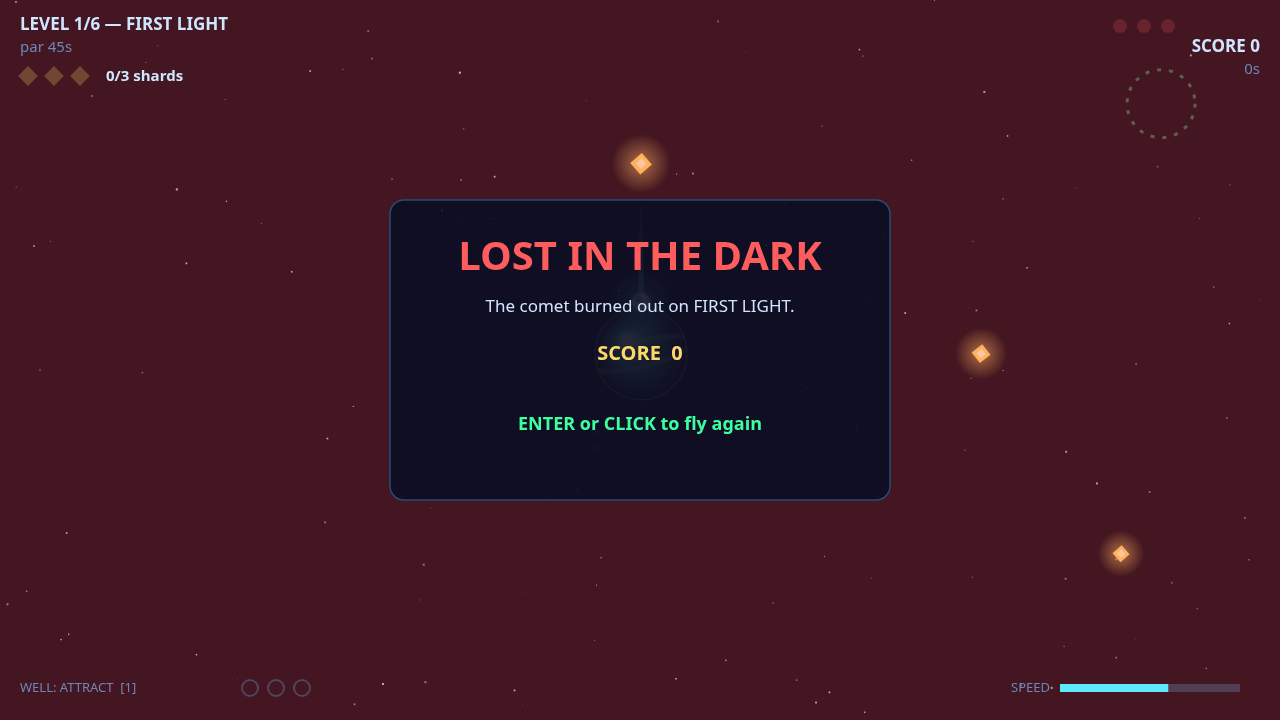 LEVEL 1/6 — FIRST LIGHT
par 45s
0/3 shards
SCORE 0
0s
LOST IN THE DARK
The comet burned out on FIRST LIGHT.
SCORE 0
ENTER or CLICK to fly again
WELL: ATTRACT [1]
SPEED